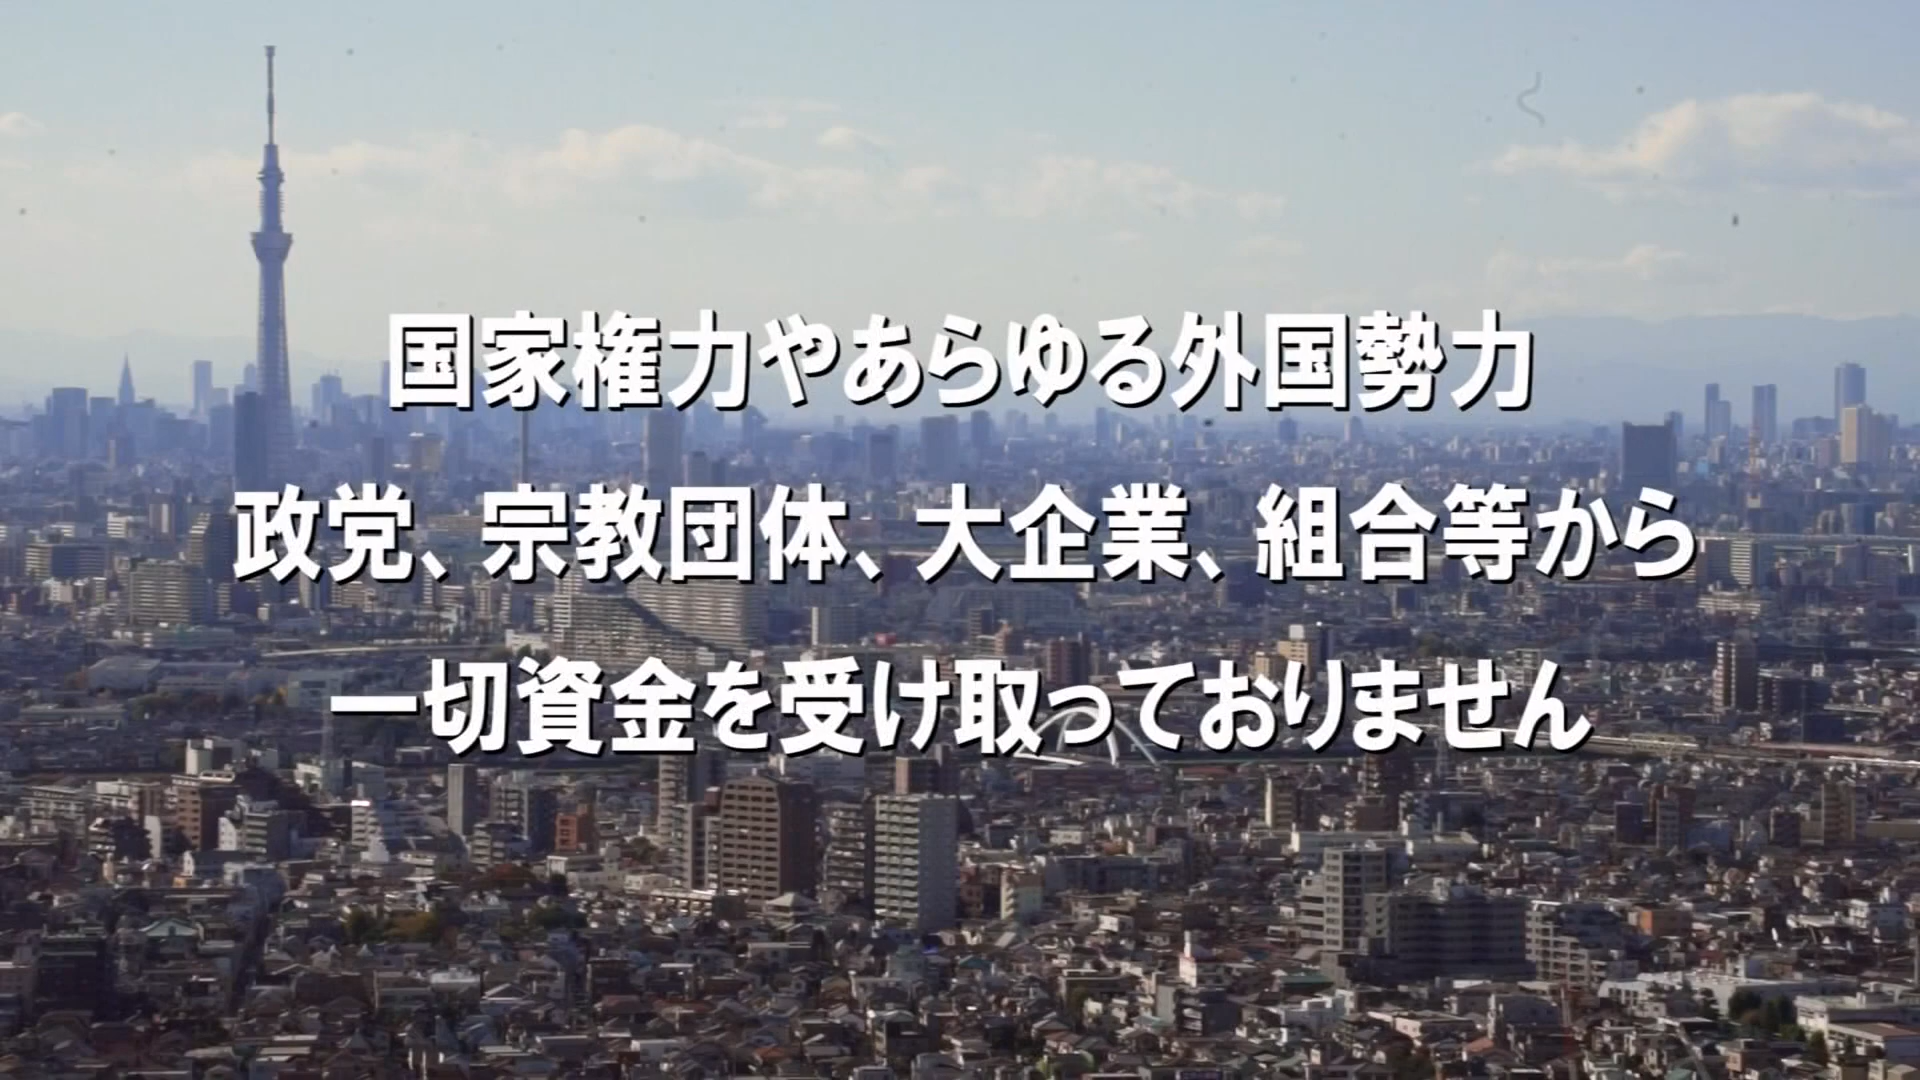 国家権力やあらゆる外国勢力
政党、宗教団体、大企業、組合等から
一切資金を受け取っておりません